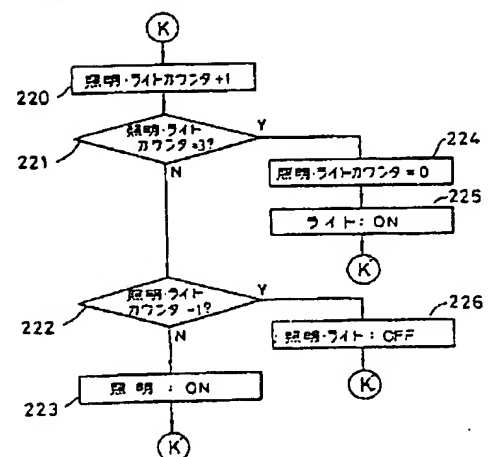 K
220
照明・ライトカウンタ+1
221
照明・ライト
カウンタ=3?
Y
N
224
照明・ライトカウンタ=0
225
ライト:ON
K
222
照明・ライト
カウンタ=1?
Y
N
226
照明・ライト:OFF
K
223
照明:ON
K